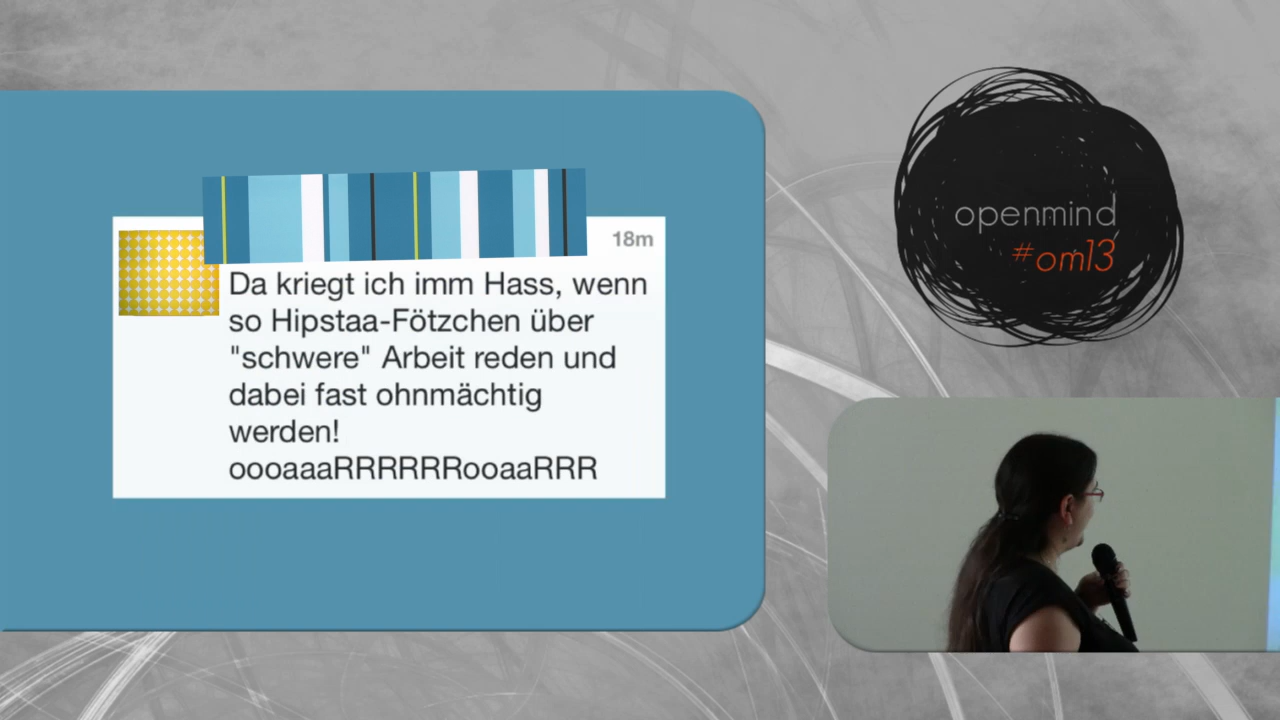 18m
Da kriegt ich imm Hass, wenn
so Hipstaa-Fötzchen über
"schwere" Arbeit reden und
dabei fast ohnmächtig
werden!
oooaaaRRRRRRooaaRRR
openmind
#om13